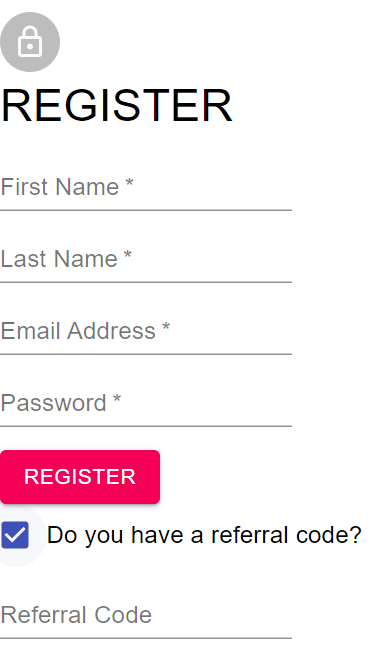 REGISTER
First Name *
Last Name *
Email Address *
Password *
REGISTER
Do you have a referral code?
Referral Code